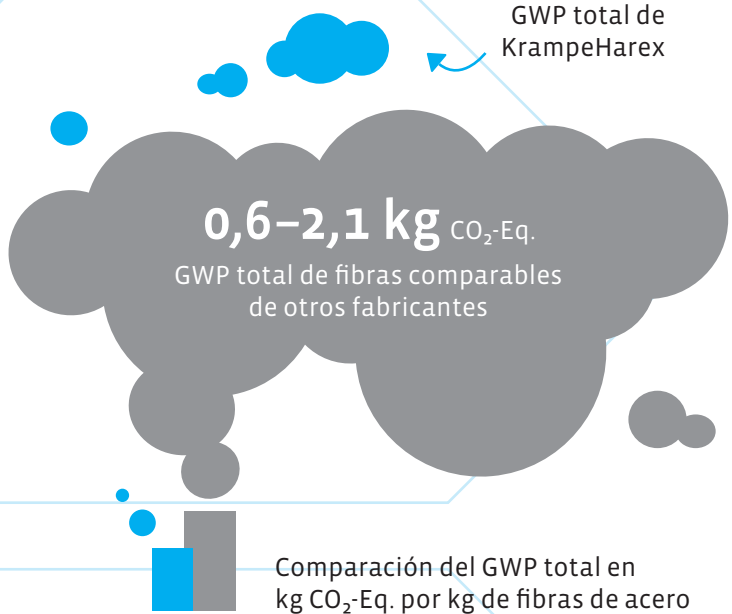 GWP total de
KrampeHarex
0,6–2,1 kg CO₂-Eq.
GWP total de fibras comparables
de otros fabricantes
Comparación del GWP total en
kg CO₂-Eq. por kg de fibras de acero